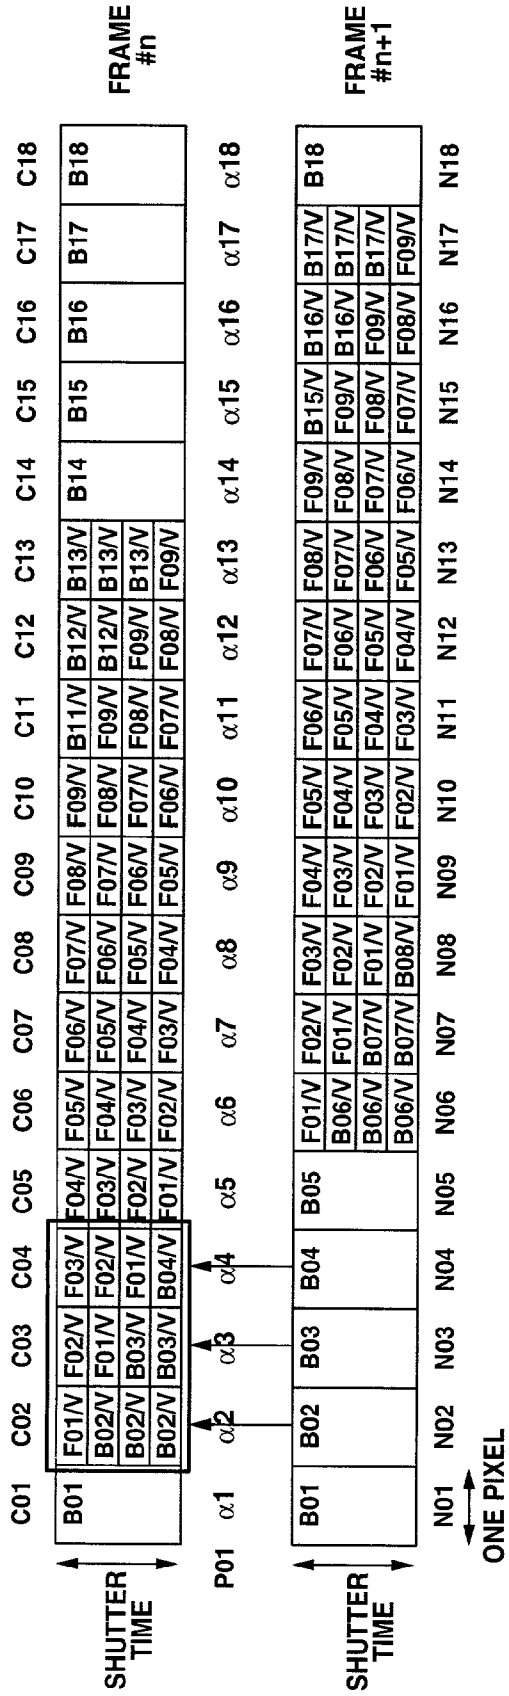 C01 C02 C03 C04 C05 C06 C07 C08 C09 C10 C11 C12 C13 C14 C15 C16 C17 C18
B01 F01/V F02/V F03/V F04/V F05/V F06/V F07/V F08/V F09/V B11/V B12/V B13/V B14 B15 B16 B17 B18
B02/V F01/V F02/V F03/V F04/V F05/V F06/V F07/V F08/V F09/V B12/V B13/V
B02/V B03/V F01/V F02/V F03/V F04/V F05/V F06/V F07/V F08/V F09/V B13/V
B02/V B03/V B04/V F01/V F02/V F03/V F04/V F05/V F06/V F07/V F08/V F09/V
SHUTTER
TIME
FRAME
#n
P01 α1 α2 α3 α4 α5 α6 α7 α8 α9 α10 α11 α12 α13 α14 α15 α16 α17 α18
B01 B02 B03 B04 B05 F01/V F02/V F03/V F04/V F05/V F06/V F07/V F08/V F09/V B15/V B16/V B17/V B18
B06/V F01/V F02/V F03/V F04/V F05/V F06/V F07/V F08/V F09/V B16/V B17/V
B06/V B07/V F01/V F02/V F03/V F04/V F05/V F06/V F07/V F08/V F09/V B17/V
B06/V B07/V B08/V F01/V F02/V F03/V F04/V F05/V F06/V F07/V F08/V F09/V
SHUTTER
TIME
FRAME
#n+1
N01 N02 N03 N04 N05 N06 N07 N08 N09 N10 N11 N12 N13 N14 N15 N16 N17 N18
ONE PIXEL